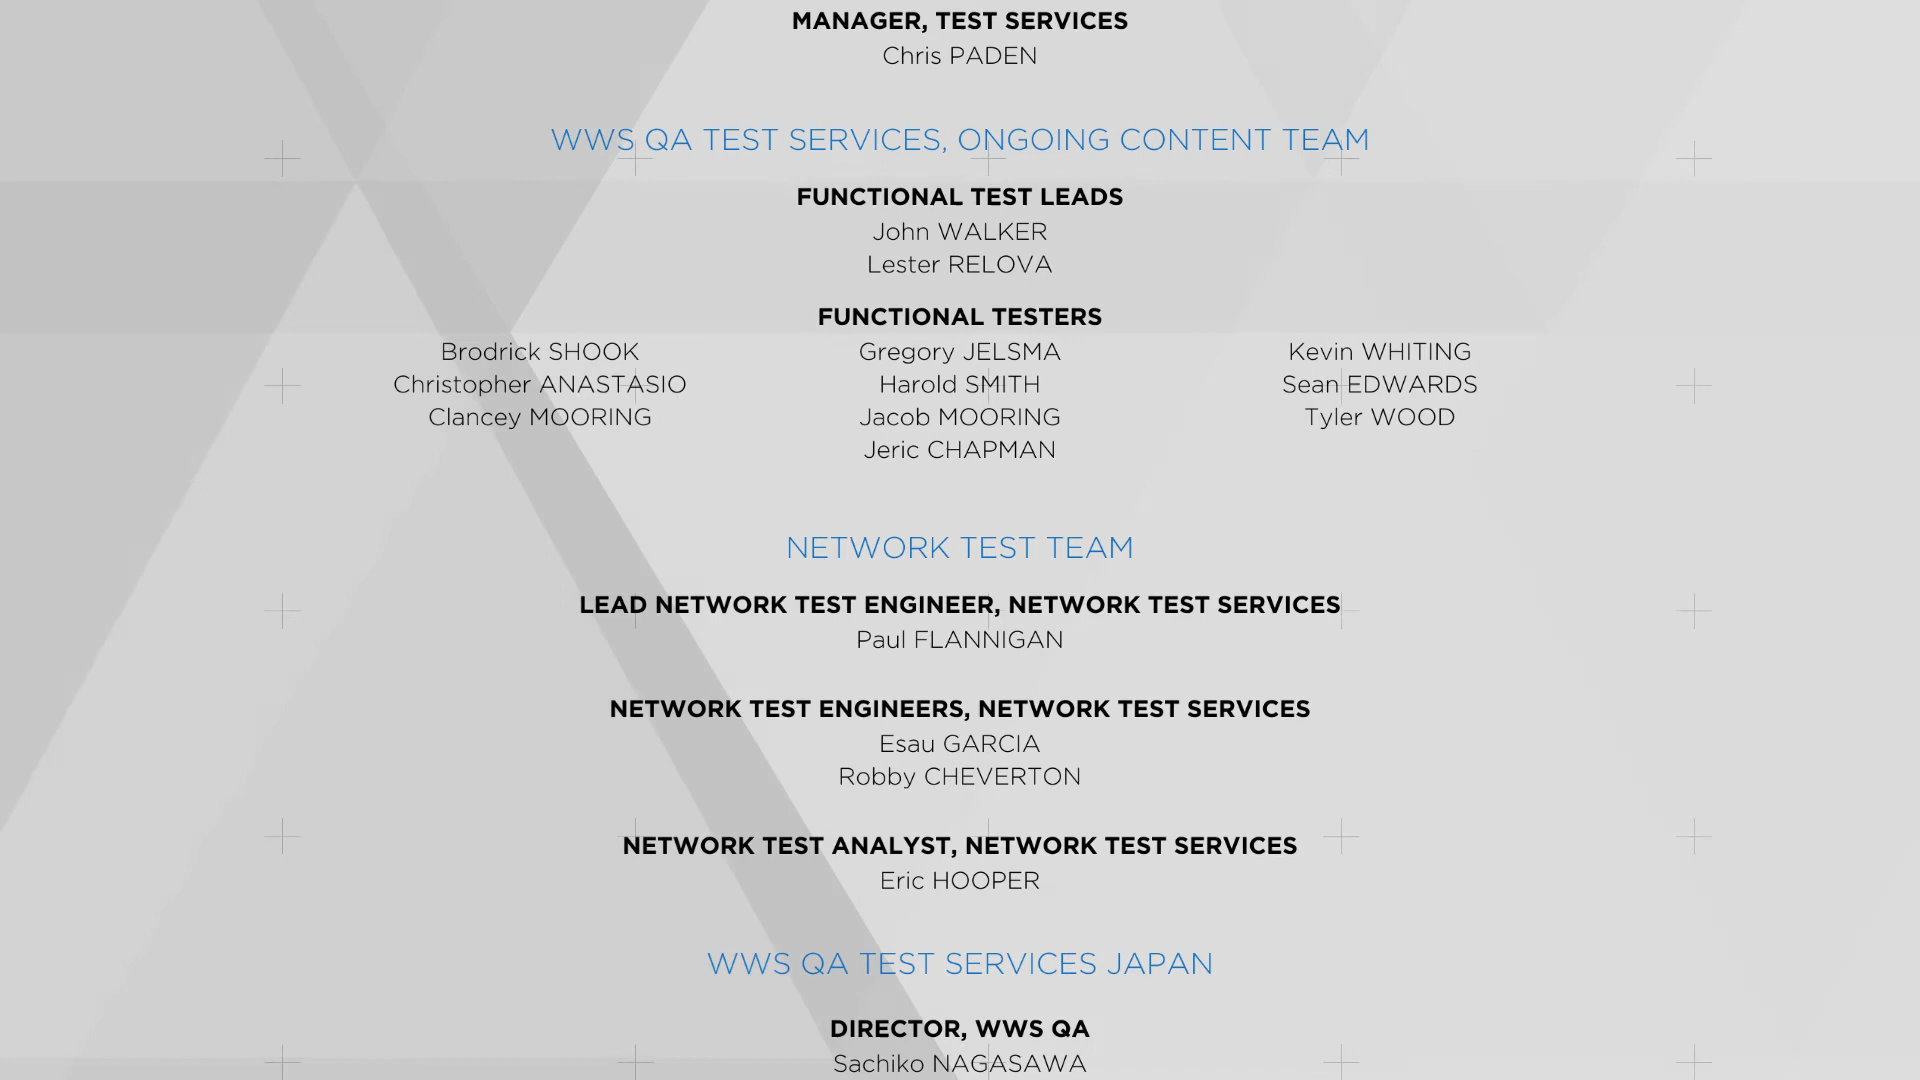 MANAGER, TEST SERVICES
Chris PADEN
WWS QA TEST SERVICES, ONGOING CONTENT TEAM
FUNCTIONAL TEST LEADS
John WALKER
Lester RELOVA
FUNCTIONAL TESTERS
Brodrick SHOOK
Christopher ANASTASIO
Clancey MOORING
Gregory JELSMA
Harold SMITH
Jacob MOORING
Jeric CHAPMAN
Kevin WHITING
Sean EDWARDS
Tyler WOOD
NETWORK TEST TEAM
LEAD NETWORK TEST ENGINEER, NETWORK TEST SERVICES
Paul FLANNIGAN
NETWORK TEST ENGINEERS, NETWORK TEST SERVICES
Esau GARCIA
Robby CHEVERTON
NETWORK TEST ANALYST, NETWORK TEST SERVICES
Eric HOOPER
WWS QA TEST SERVICES JAPAN
DIRECTOR, WWS QA
Sachiko NAGASAWA